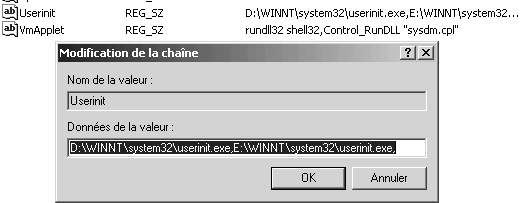 Userinit REG_SZ D:\WINNT\system32\userinit.exe,E:\WINNT\system32...
VmApplet REG_SZ rundll32 shell32,Control_RunDLL "sysdm.cpl"
Modification de la chaîne
Nom de la valeur :
Userinit
Données de la valeur :
D:\WINNT\system32\userinit.exe,E:\WINNT\system32\userinit.exe,
OK Annuler